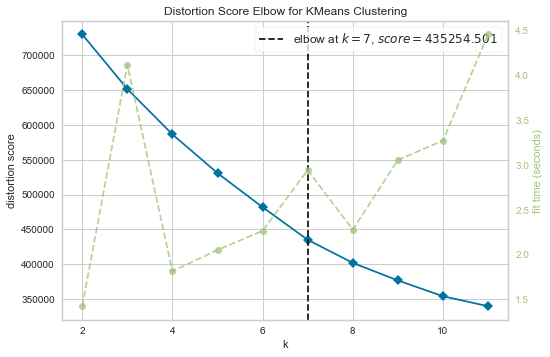 Distortion Score Elbow for KMeans Clustering
elbow at k = 7, score = 435254.501
700000
650000
600000
550000
500000
450000
400000
350000
distortion score
4.5
4.0
3.5
3.0
2.5
2.0
1.5
fit time (seconds)
2 4 6 8 10
k